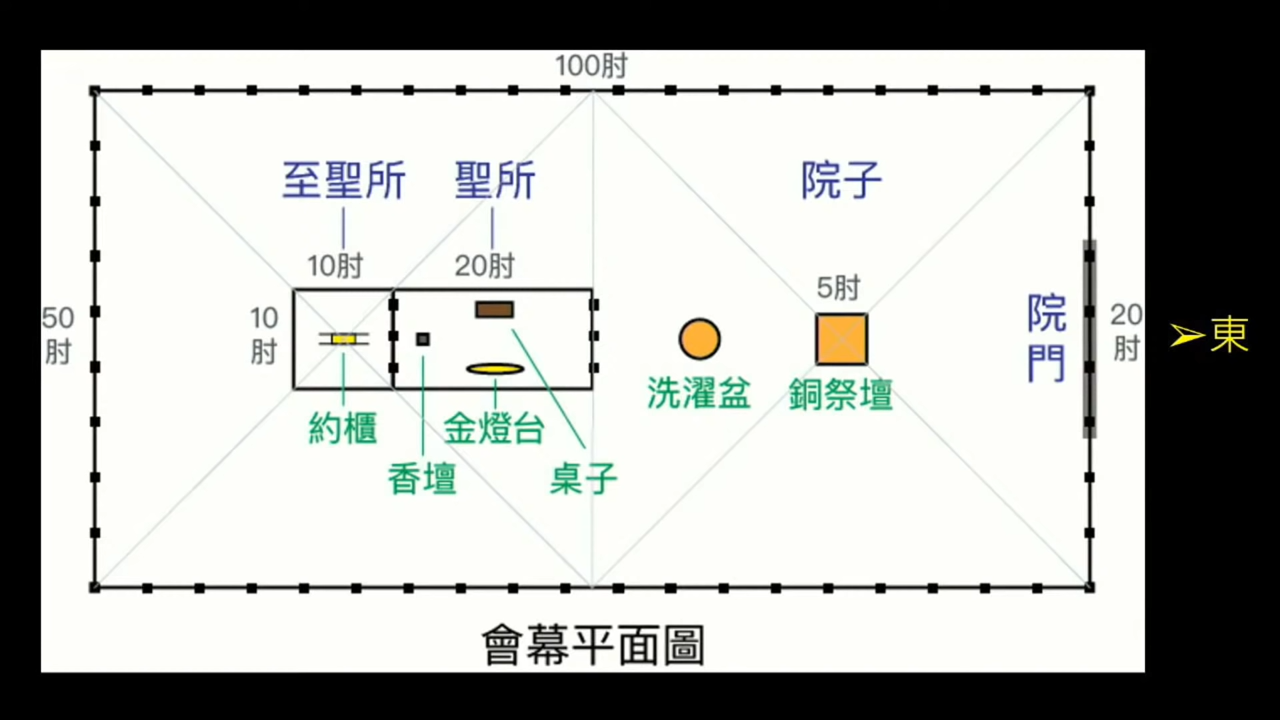 100肘
至聖所
聖所
院子
10肘
20肘
5肘
50
肘
10
肘
院
門
20
肘
➢東
洗濯盆
銅祭壇
約櫃
金燈台
香壇
桌子
會幕平面圖